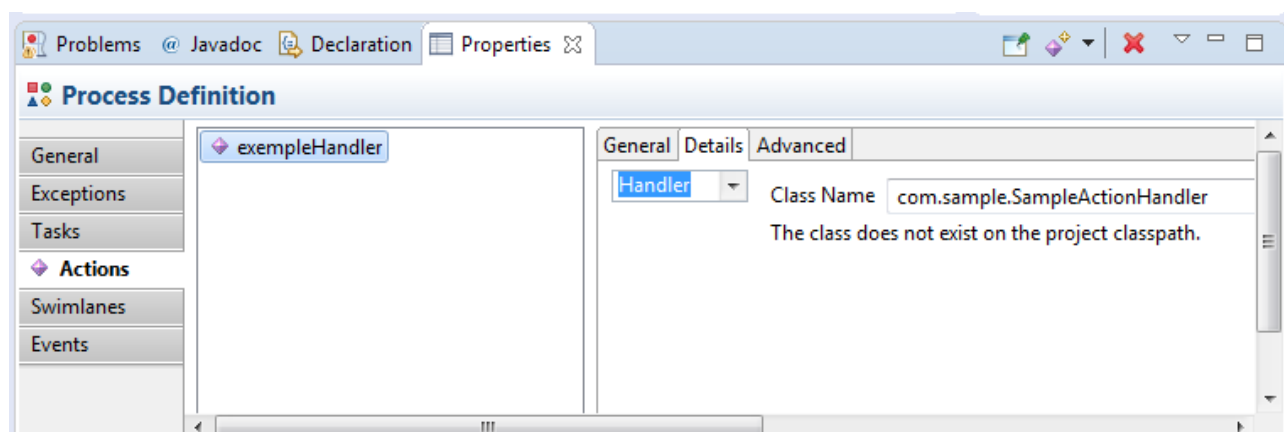 Problems @ Javadoc Declaration Properties
Process Definition
General
Exceptions
Tasks
Actions
Swimlanes
Events
exempleHandler
General Details Advanced
Handler Class Name com.sample.SampleActionHandler
The class does not exist on the project classpath.